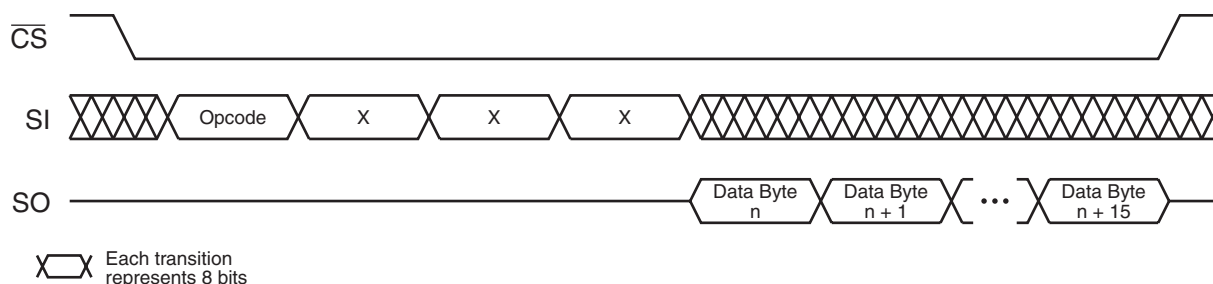 CS
SI
Opcode
X
X
X
SO
Data Byte
n
Data Byte
n + 1
•••
Data Byte
n + 15
Each transition
represents 8 bits